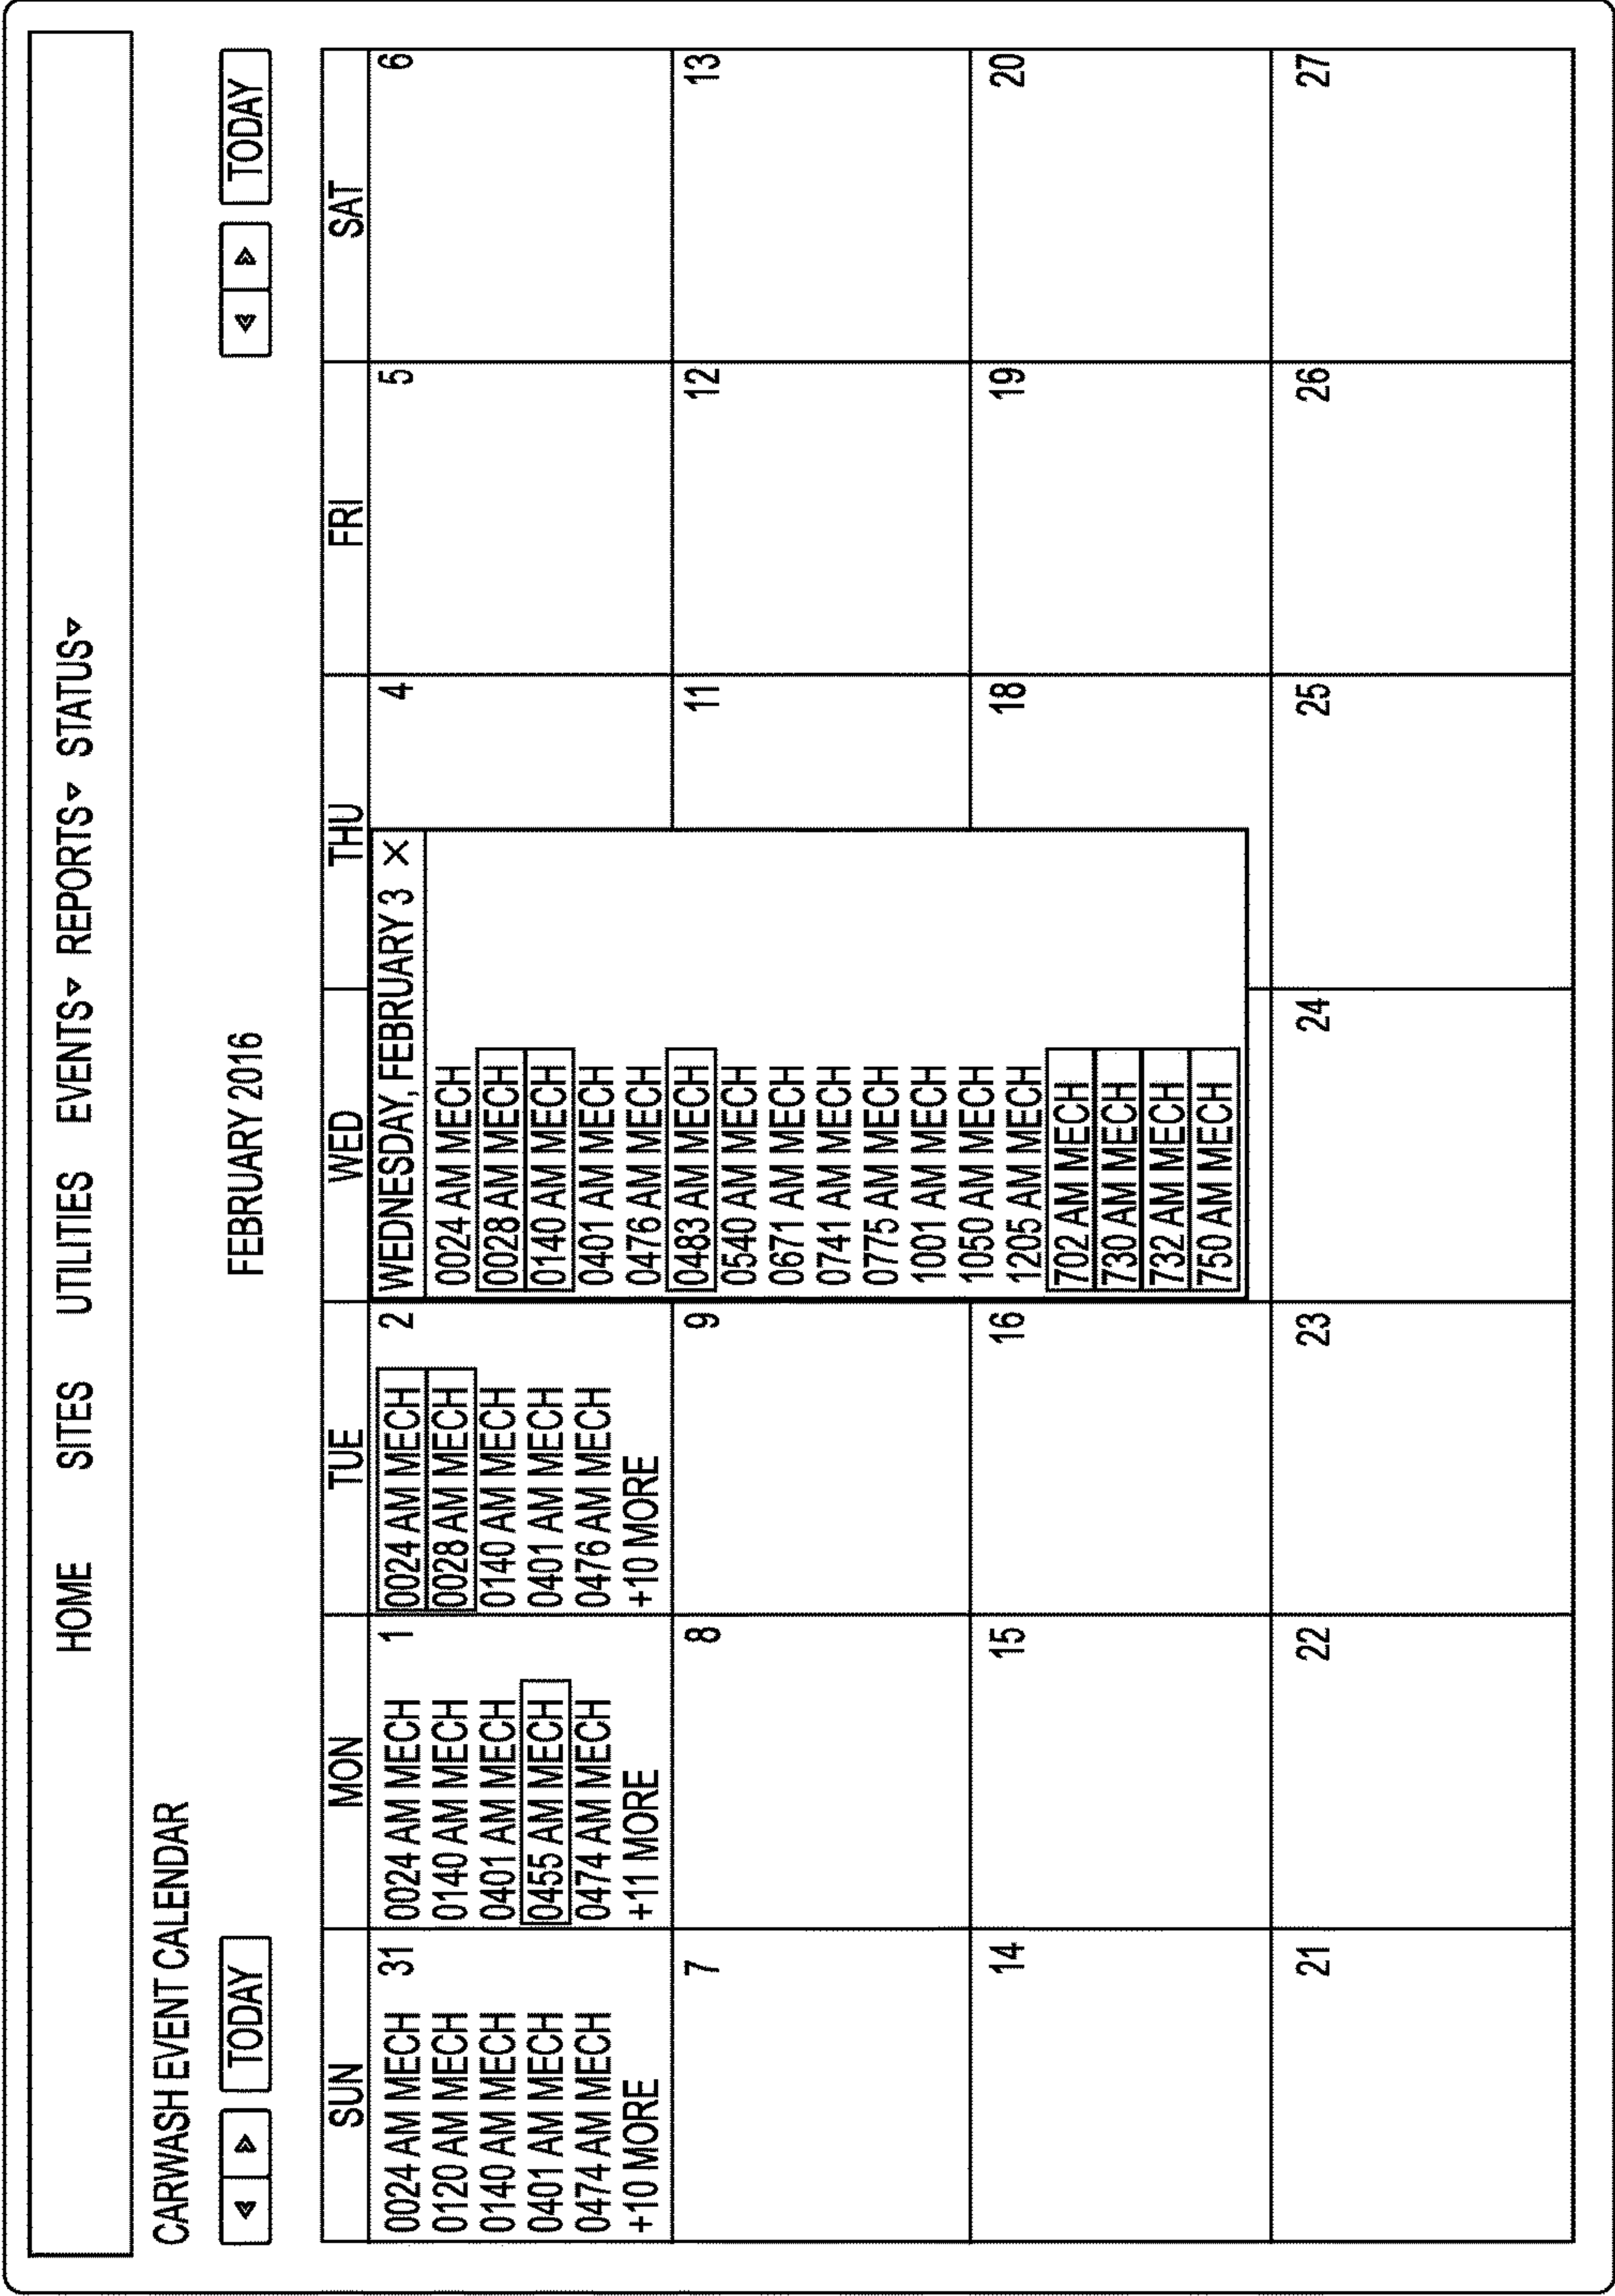 HOME SITES UTILITIES EVENTS REPORTS STATUS
CARWASH EVENT CALENDAR
TODAY FEBRUARY 2016 TODAY
SUN MON TUE WED THU FRI SAT
31
0024 AM MECH
0120 AM MECH
0140 AM MECH
0401 AM MECH
0474 AM MECH
+10 MORE
1
0024 AM MECH
0140 AM MECH
0401 AM MECH
0455 AM MECH
0474 AM MECH
+11 MORE
2
0024 AM MECH
0028 AM MECH
0140 AM MECH
0401 AM MECH
0476 AM MECH
+10 MORE
WEDNESDAY, FEBRUARY 3 X
0024 AM MECH
0028 AM MECH
0140 AM MECH
0401 AM MECH
0476 AM MECH
0483 AM MECH
0540 AM MECH
0671 AM MECH
0741 AM MECH
0775 AM MECH
1001 AM MECH
1050 AM MECH
1205 AM MECH
702 AM MECH
730 AM MECH
732 AM MECH
750 AM MECH
4 5 6
7 8 9 11 12 13
14 15 16 18 19 20
21 22 23 24 25 26 27